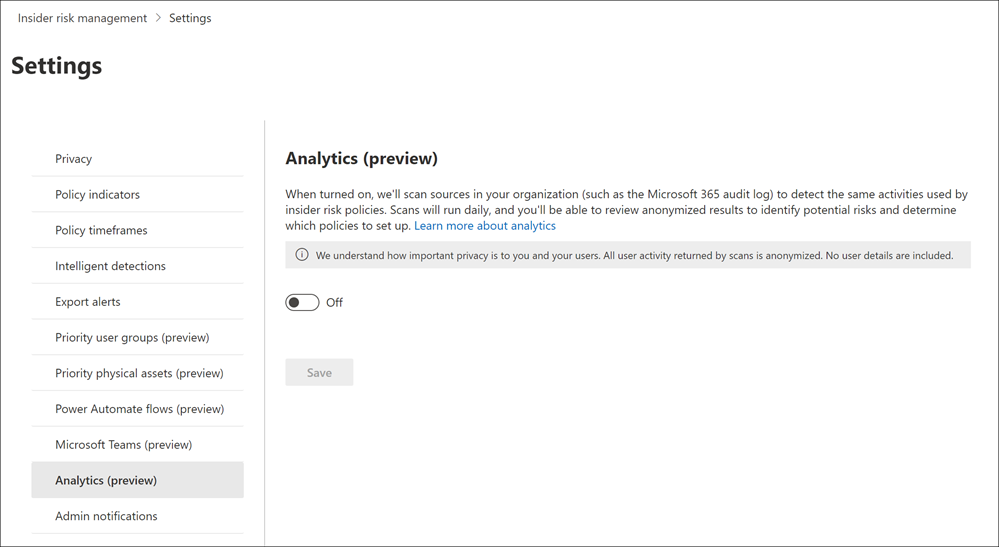 Insider risk management > Settings
Settings
Privacy
Policy indicators
Policy timeframes
Intelligent detections
Export alerts
Priority user groups (preview)
Priority physical assets (preview)
Power Automate flows (preview)
Microsoft Teams (preview)
Analytics (preview)
Admin notifications
Analytics (preview)
When turned on, we'll scan sources in your organization (such as the Microsoft 365 audit log) to detect the same activities used by
insider risk policies. Scans will run daily, and you'll be able to review anonymized results to identify potential risks and determine
which policies to set up. Learn more about analytics
We understand how important privacy is to you and your users. All user activity returned by scans is anonymized. No user details are included.
Off
Save